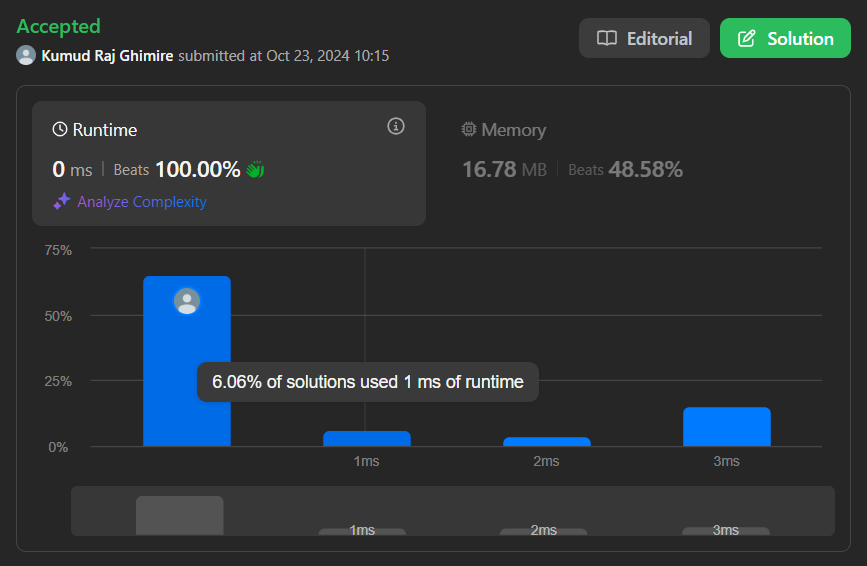 Accepted
Kumud Raj Ghimire submitted at Oct 23, 2024 10:15
Editorial
Solution
Runtime
0 ms | Beats 100.00%
Analyze Complexity
Memory
16.78 MB | Beats 48.58%
75%
50%
25%
0%
6.06% of solutions used 1 ms of runtime
1ms 2ms 3ms
1ms 2ms 3ms